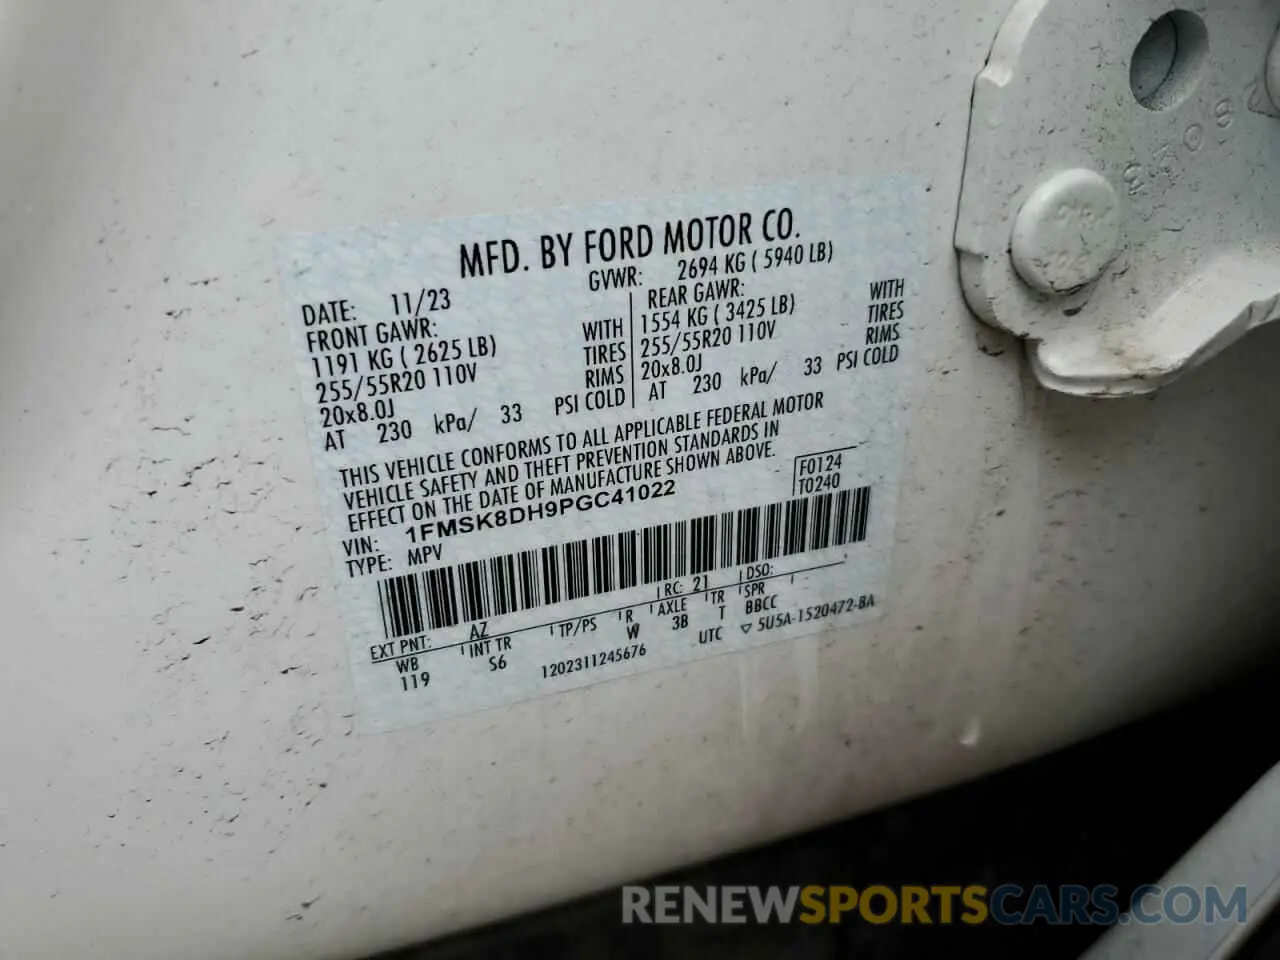 MFD. BY FORD MOTOR CO.
DATE: 11/23 GVWR: 2694 KG ( 5940 LB)
FRONT GAWR: REAR GAWR:
1191 KG ( 2625 LB) WITH 1554 KG ( 3425 LB) WITH
255/55R20 110V TIRES 255/55R20 110V TIRES
20x8.0J RIMS 20x8.0J RIMS
AT 230 kPa/ 33 PSI COLD AT 230 kPa/ 33 PSI COLD
THIS VEHICLE CONFORMS TO ALL APPLICABLE FEDERAL MOTOR
VEHICLE SAFETY AND THEFT PREVENTION STANDARDS IN
EFFECT ON THE DATE OF MANUFACTURE SHOWN ABOVE.
VIN: 1FMSK8DH9PGC41022 F0124
TYPE: MPV T0240
EXT PNT: AZ RC: 21 DSO:
WB INT TR TP/PS R AXLE TR SPR
119 S6 W 3B T BBCC
1202311245676 UTC ▽ 5U5A-1520472-BA
RENEWSPORTSCARS.COM